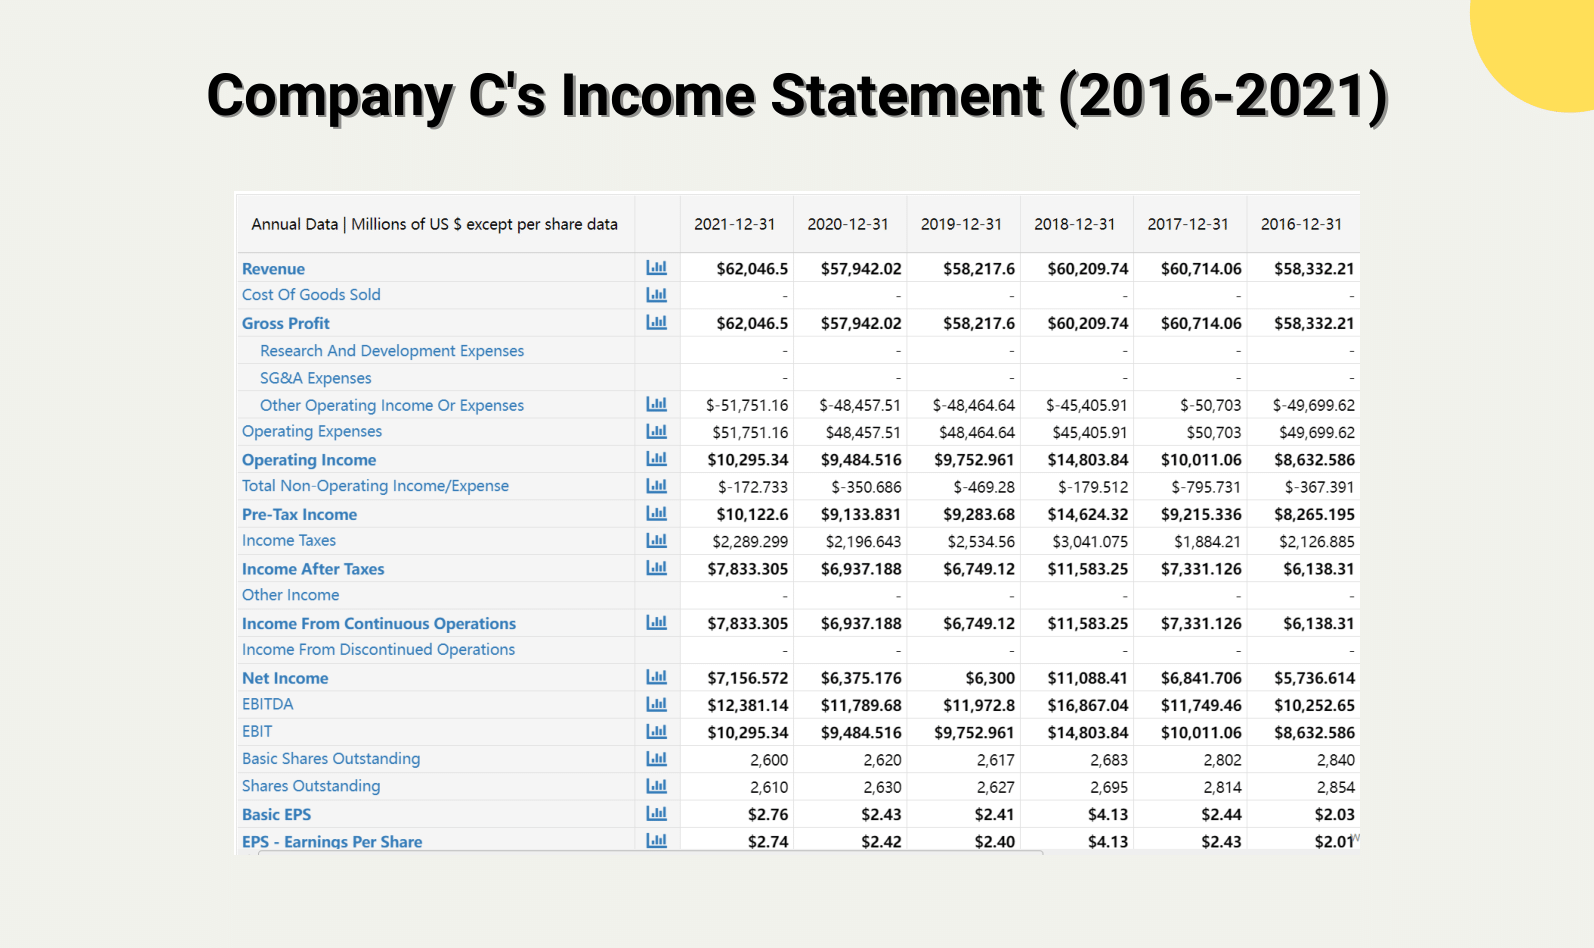 Company C's Income Statement (2016-2021)
Annual Data | Millions of US $ except per share data 2021-12-31 2020-12-31 2019-12-31 2018-12-31 2017-12-31 2016-12-31
Revenue $62,046.5 $57,942.02 $58,217.6 $60,209.74 $60,714.06 $58,332.21
Cost Of Goods Sold - - - - - -
Gross Profit $62,046.5 $57,942.02 $58,217.6 $60,209.74 $60,714.06 $58,332.21
Research And Development Expenses - - - - - -
SG&A Expenses - - - - - -
Other Operating Income Or Expenses $-51,751.16 $-48,457.51 $-48,464.64 $-45,405.91 $-50,703 $-49,699.62
Operating Expenses $51,751.16 $48,457.51 $48,464.64 $45,405.91 $50,703 $49,699.62
Operating Income $10,295.34 $9,484.516 $9,752.961 $14,803.84 $10,011.06 $8,632.586
Total Non-Operating Income/Expense $-172.733 $-350.686 $-469.28 $-179.512 $-795.731 $-367.391
Pre-Tax Income $10,122.6 $9,133.831 $9,283.68 $14,624.32 $9,215.336 $8,265.195
Income Taxes $2,289.299 $2,196.643 $2,534.56 $3,041.075 $1,884.21 $2,126.885
Income After Taxes $7,833.305 $6,937.188 $6,749.12 $11,583.25 $7,331.126 $6,138.31
Other Income - - - - - -
Income From Continuous Operations $7,833.305 $6,937.188 $6,749.12 $11,583.25 $7,331.126 $6,138.31
Income From Discontinued Operations - - - - - -
Net Income $7,156.572 $6,375.176 $6,300 $11,088.41 $6,841.706 $5,736.614
EBITDA $12,381.14 $11,789.68 $11,972.8 $16,867.04 $11,749.46 $10,252.65
EBIT $10,295.34 $9,484.516 $9,752.961 $14,803.84 $10,011.06 $8,632.586
Basic Shares Outstanding 2,600 2,620 2,617 2,683 2,802 2,840
Shares Outstanding 2,610 2,630 2,627 2,695 2,814 2,854
Basic EPS $2.76 $2.43 $2.41 $4.13 $2.44 $2.03
EPS - Earnings Per Share $2.74 $2.42 $2.40 $4.13 $2.43 $2.01